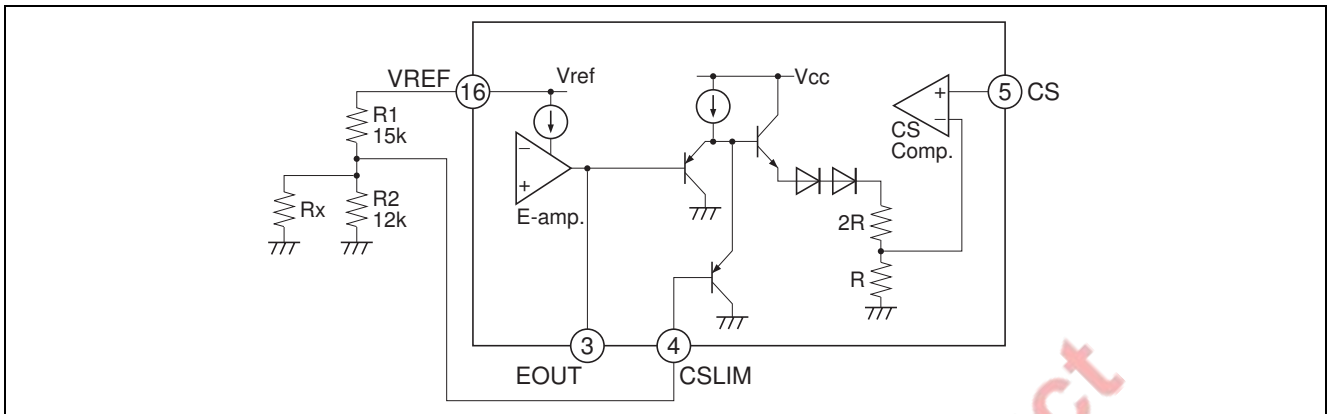 VREF
16
Vref
Vcc
5
CS
R1
15k
−
+
E-amp.
+
−
CS
Comp.
Rx
R2
12k
2R
R
3
4
EOUT
CSLIM
ct